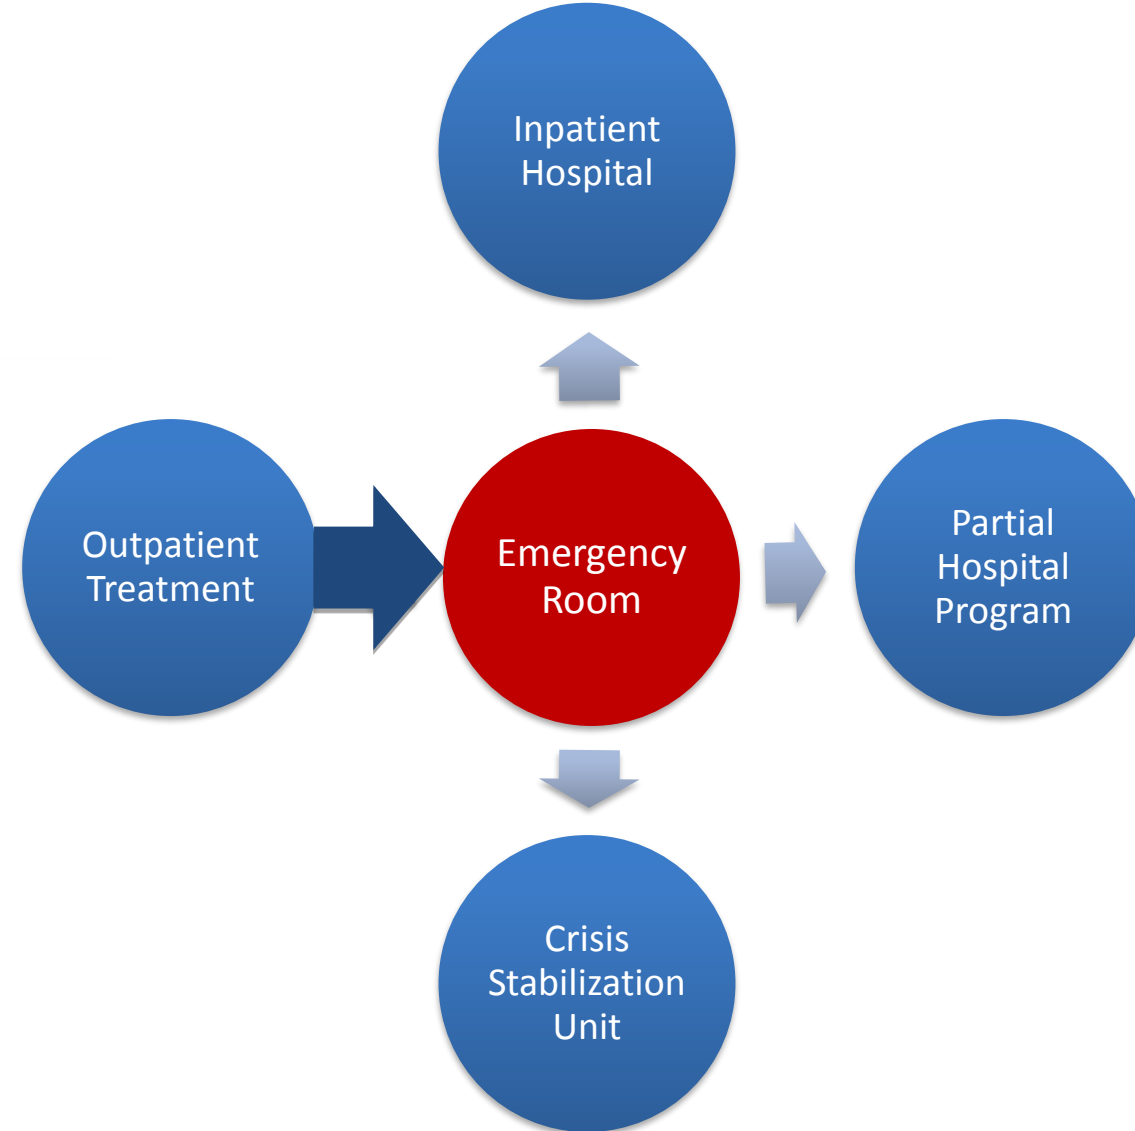 Inpatient
Hospital
Outpatient
Treatment
Emergency
Room
Partial
Hospital
Program
Crisis
Stabilization
Unit